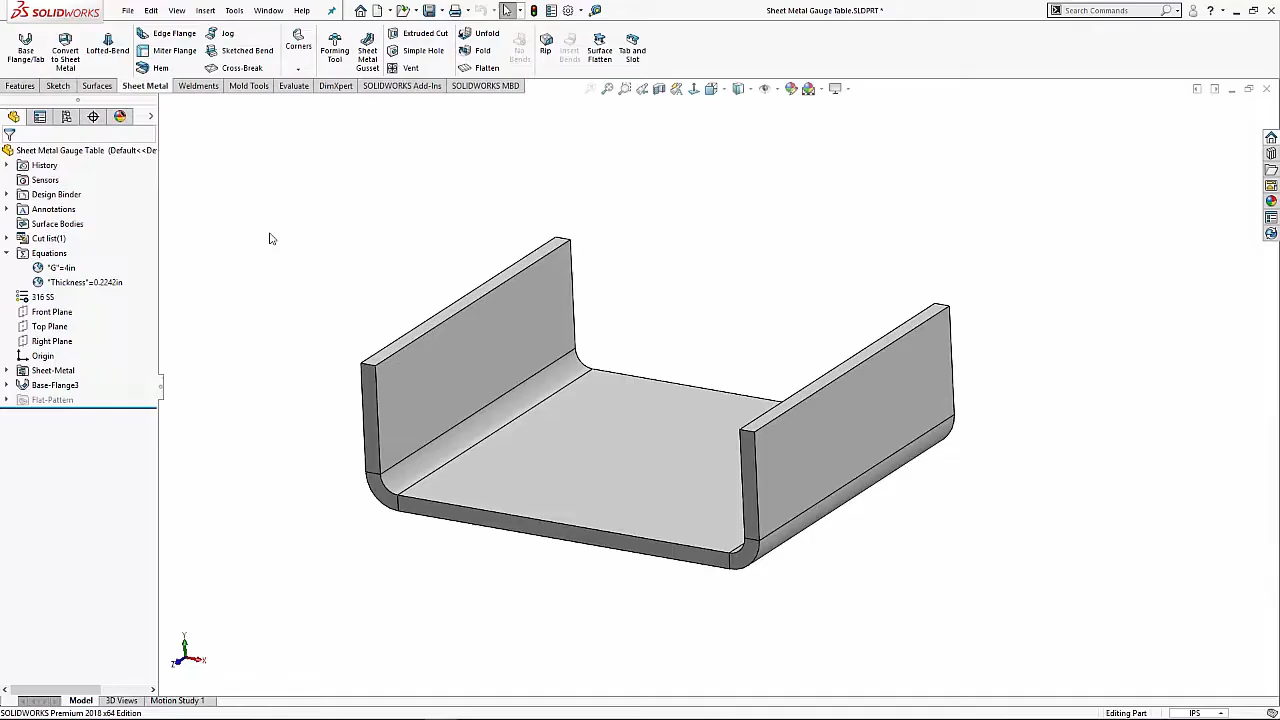 SOLIDWORKS File Edit View Insert Tools Window Help
Sheet Metal Gauge Table.SLDPRT *
Search Commands
Base Flange/Tab
Convert to Sheet Metal
Lofted-Bend
Edge Flange
Miter Flange
Hem
Jog
Sketched Bend
Cross-Break
Corners
Forming Tool
Sheet Metal Gusset
Extruded Cut
Simple Hole
Vent
Unfold
Fold
Flatten
No Bends
Rip
Insert Bends
Surface Flatten
Tab and Slot
Features Sketch Surfaces Sheet Metal Weldments Mold Tools Evaluate DimXpert SOLIDWORKS Add-Ins SOLIDWORKS MBD
Sheet Metal Gauge Table (Default<<De
History
Sensors
Design Binder
Annotations
Surface Bodies
Cut list(1)
Equations
"G"=4in
"Thickness"=0.2242in
316 SS
Front Plane
Top Plane
Right Plane
Origin
Sheet-Metal
Base-Flange3
Flat-Pattern
Y
Z X
Model 3D Views Motion Study 1
SOLIDWORKS Premium 2018 x64 Edition
Editing Part
IPS